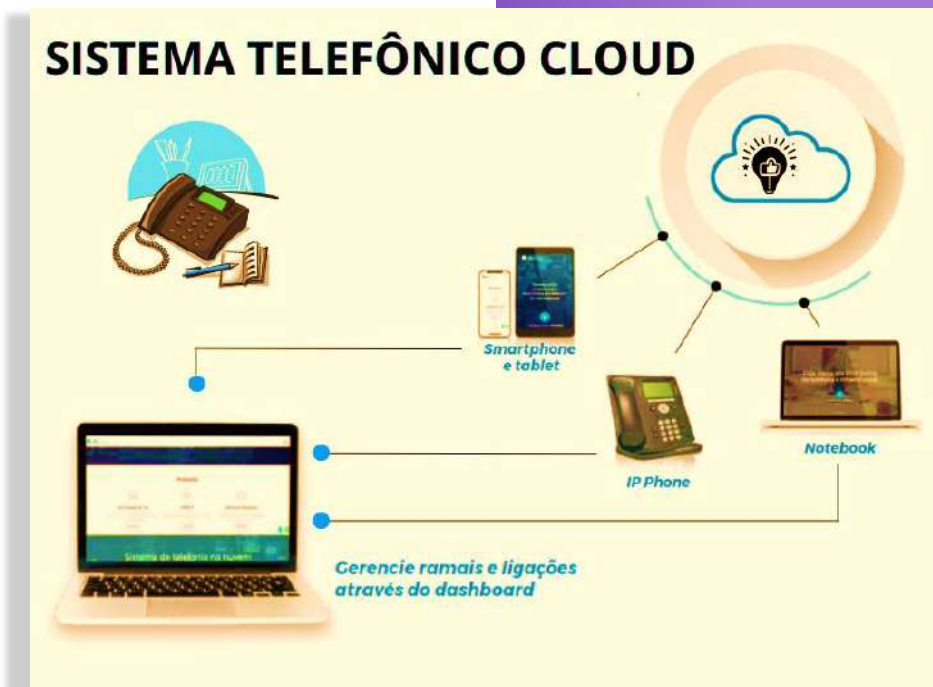 SISTEMA TELEFÔNICO CLOUD
Smartphone
e tablet
IP Phone
Notebook
Sistema de telefonia na nuvem
Gerencie ramais e ligações
através do dashboard